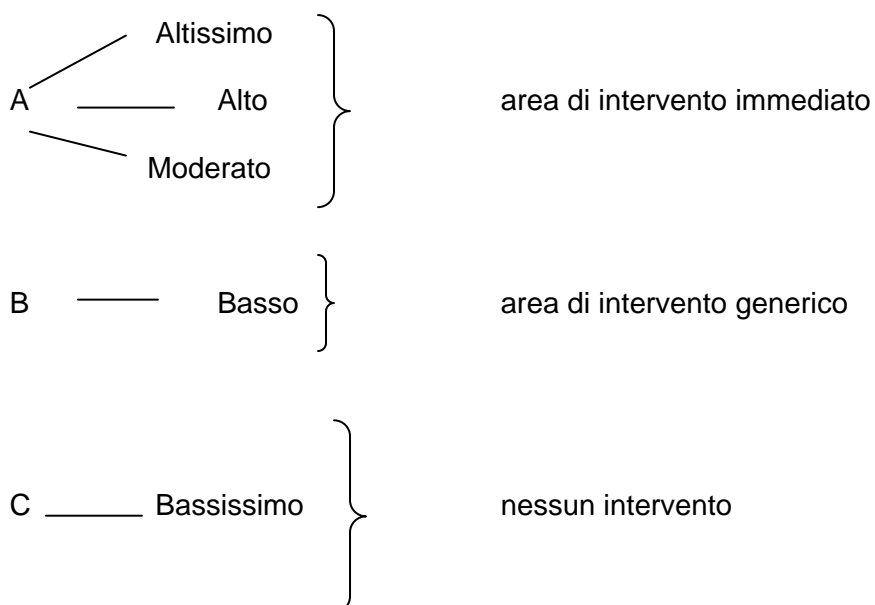 Altissimo
A Alto area di intervento immediato
Moderato
B Basso area di intervento generico
C Bassissimo nessun intervento